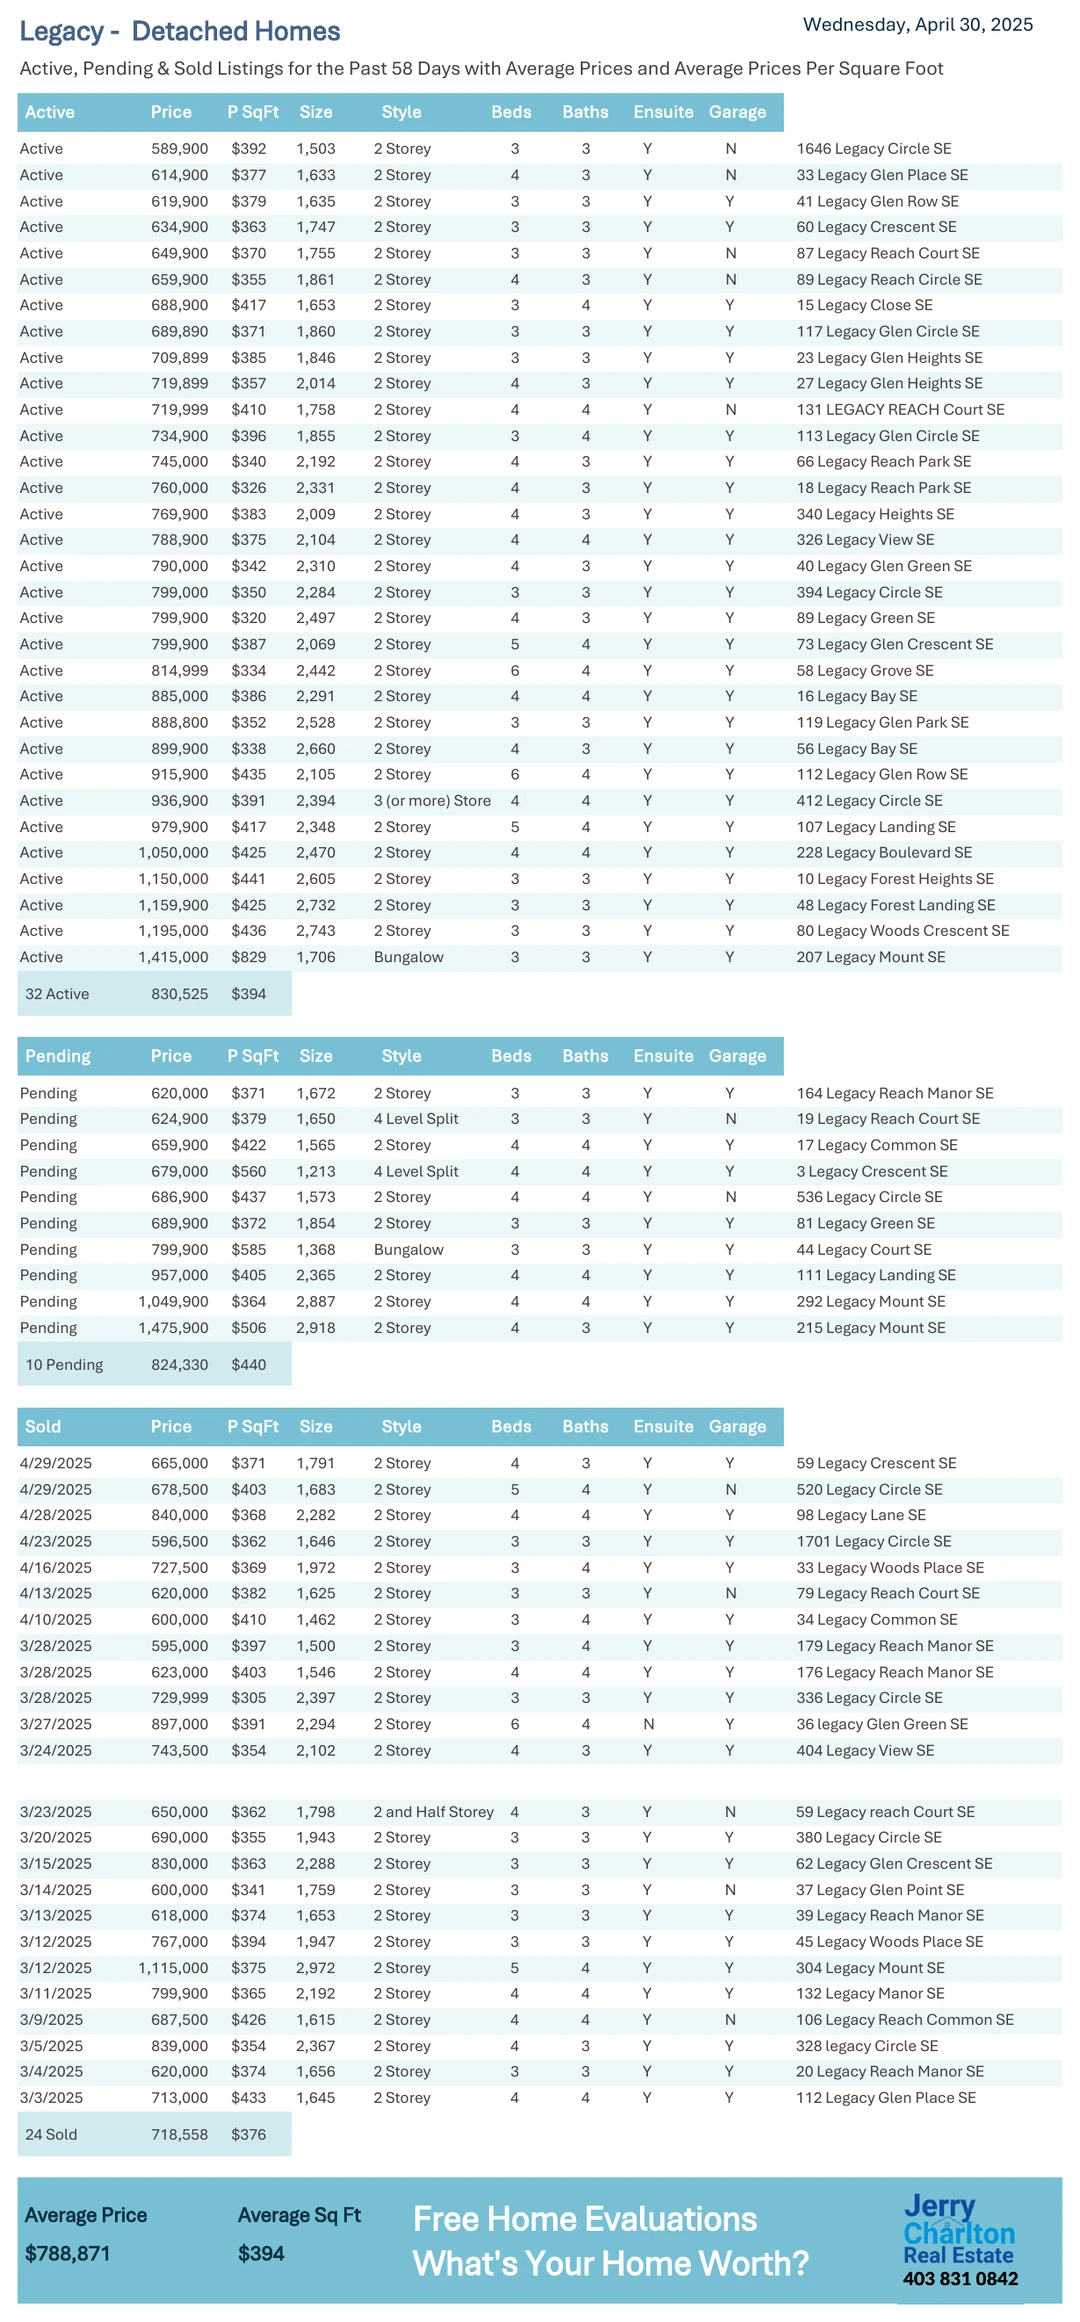 Legacy -  Detached Homes
Wednesday, April 30, 2025
Active, Pending & Sold Listings for the Past 58 Days with Average Prices and Average Prices Per Square Foot
Active Price P SqFt Size Style Beds Baths Ensuite Garage
Active 589,900 $392 1,503 2 Storey 3 3 Y N 1646 Legacy Circle SE
Active 614,900 $377 1,633 2 Storey 4 3 Y N 33 Legacy Glen Place SE
Active 619,900 $379 1,635 2 Storey 3 3 Y Y 41 Legacy Glen Row SE
Active 634,900 $363 1,747 2 Storey 3 3 Y Y 60 Legacy Crescent SE
Active 649,900 $370 1,755 2 Storey 3 3 Y N 87 Legacy Reach Court SE
Active 659,900 $355 1,861 2 Storey 4 3 Y N 89 Legacy Reach Circle SE
Active 688,900 $417 1,653 2 Storey 3 4 Y Y 15 Legacy Close SE
Active 689,890 $371 1,860 2 Storey 3 3 Y Y 117 Legacy Glen Circle SE
Active 709,899 $385 1,846 2 Storey 3 3 Y Y 23 Legacy Glen Heights SE
Active 719,899 $357 2,014 2 Storey 4 3 Y Y 27 Legacy Glen Heights SE
Active 719,999 $410 1,758 2 Storey 4 4 Y N 131 LEGACY REACH Court SE
Active 734,900 $396 1,855 2 Storey 3 4 Y Y 113 Legacy Glen Circle SE
Active 745,000 $340 2,192 2 Storey 4 3 Y Y 66 Legacy Reach Park SE
Active 760,000 $326 2,331 2 Storey 4 3 Y Y 18 Legacy Reach Park SE
Active 769,900 $383 2,009 2 Storey 4 3 Y Y 340 Legacy Heights SE
Active 788,900 $375 2,104 2 Storey 4 4 Y Y 326 Legacy View SE
Active 790,000 $342 2,310 2 Storey 4 3 Y Y 40 Legacy Glen Green SE
Active 799,000 $350 2,284 2 Storey 3 3 Y Y 394 Legacy Circle SE
Active 799,900 $320 2,497 2 Storey 4 3 Y Y 89 Legacy Green SE
Active 799,900 $387 2,069 2 Storey 5 4 Y Y 73 Legacy Glen Crescent SE
Active 814,999 $334 2,442 2 Storey 6 4 Y Y 58 Legacy Grove SE
Active 885,000 $386 2,291 2 Storey 4 4 Y Y 16 Legacy Bay SE
Active 888,800 $352 2,528 2 Storey 3 3 Y Y 119 Legacy Glen Park SE
Active 899,900 $338 2,660 2 Storey 4 3 Y Y 56 Legacy Bay SE
Active 915,900 $435 2,105 2 Storey 6 4 Y Y 112 Legacy Glen Row SE
Active 936,900 $391 2,394 3 (or more) Store 4 4 Y Y 412 Legacy Circle SE
Active 979,900 $417 2,348 2 Storey 5 4 Y Y 107 Legacy Landing SE
Active 1,050,000 $425 2,470 2 Storey 4 4 Y Y 228 Legacy Boulevard SE
Active 1,150,000 $441 2,605 2 Storey 3 3 Y Y 10 Legacy Forest Heights SE
Active 1,159,900 $425 2,732 2 Storey 3 3 Y Y 48 Legacy Forest Landing SE
Active 1,195,000 $436 2,743 2 Storey 3 3 Y Y 80 Legacy Woods Crescent SE
Active 1,415,000 $829 1,706 Bungalow 3 3 Y Y 207 Legacy Mount SE
32 Active 830,525 $394
Pending Price P SqFt Size Style Beds Baths Ensuite Garage
Pending 620,000 $371 1,672 2 Storey 3 3 Y Y 164 Legacy Reach Manor SE
Pending 624,900 $379 1,650 4 Level Split 3 3 Y N 19 Legacy Reach Court SE
Pending 659,900 $422 1,565 2 Storey 4 4 Y Y 17 Legacy Common SE
Pending 679,000 $560 1,213 4 Level Split 4 4 Y Y 3 Legacy Crescent SE
Pending 686,900 $437 1,573 2 Storey 4 4 Y N 536 Legacy Circle SE
Pending 689,900 $372 1,854 2 Storey 3 3 Y Y 81 Legacy Green SE
Pending 799,900 $585 1,368 Bungalow 3 3 Y Y 44 Legacy Court SE
Pending 957,000 $405 2,365 2 Storey 4 4 Y Y 111 Legacy Landing SE
Pending 1,049,900 $364 2,887 2 Storey 4 4 Y Y 292 Legacy Mount SE
Pending 1,475,900 $506 2,918 2 Storey 4 3 Y Y 215 Legacy Mount SE
10 Pending 824,330 $440
Sold Price P SqFt Size Style Beds Baths Ensuite Garage
4/29/2025 665,000 $371 1,791 2 Storey 4 3 Y Y 59 Legacy Crescent SE
4/29/2025 678,500 $403 1,683 2 Storey 5 4 Y N 520 Legacy Circle SE
4/28/2025 840,000 $368 2,282 2 Storey 4 4 Y Y 98 Legacy Lane SE
4/23/2025 596,500 $362 1,646 2 Storey 3 3 Y Y 1701 Legacy Circle SE
4/16/2025 727,500 $369 1,972 2 Storey 3 4 Y Y 33 Legacy Woods Place SE
4/13/2025 620,000 $382 1,625 2 Storey 3 3 Y N 79 Legacy Reach Court SE
4/10/2025 600,000 $410 1,462 2 Storey 3 4 Y Y 34 Legacy Common SE
3/28/2025 595,000 $397 1,500 2 Storey 3 4 Y Y 179 Legacy Reach Manor SE
3/28/2025 623,000 $403 1,546 2 Storey 4 4 Y Y 176 Legacy Reach Manor SE
3/28/2025 729,999 $305 2,397 2 Storey 3 3 Y Y 336 Legacy Circle SE
3/27/2025 897,000 $391 2,294 2 Storey 6 4 N Y 36 legacy Glen Green SE
3/24/2025 743,500 $354 2,102 2 Storey 4 3 Y Y 404 Legacy View SE
3/23/2025 650,000 $362 1,798 2 and Half Storey 4 3 Y N 59 Legacy reach Court SE
3/20/2025 690,000 $355 1,943 2 Storey 3 3 Y Y 380 Legacy Circle SE
3/15/2025 830,000 $363 2,288 2 Storey 3 3 Y Y 62 Legacy Glen Crescent SE
3/14/2025 600,000 $341 1,759 2 Storey 3 3 Y N 37 Legacy Glen Point SE
3/13/2025 618,000 $374 1,653 2 Storey 3 3 Y Y 39 Legacy Reach Manor SE
3/12/2025 767,000 $394 1,947 2 Storey 3 3 Y Y 45 Legacy Woods Place SE
3/12/2025 1,115,000 $375 2,972 2 Storey 5 4 Y Y 304 Legacy Mount SE
3/11/2025 799,900 $365 2,192 2 Storey 4 4 Y Y 132 Legacy Manor SE
3/9/2025 687,500 $426 1,615 2 Storey 4 4 Y N 106 Legacy Reach Common SE
3/5/2025 839,000 $354 2,367 2 Storey 4 3 Y Y 328 legacy Circle SE
3/4/2025 620,000 $374 1,656 2 Storey 3 3 Y Y 20 Legacy Reach Manor SE
3/3/2025 713,000 $433 1,645 2 Storey 4 4 Y Y 112 Legacy Glen Place SE
24 Sold 718,558 $376
Average Price Average Sq Ft
$788,871 $394
Free Home Evaluations
What's Your Home Worth?
Jerry
Charlton
Real Estate
403 831 0842